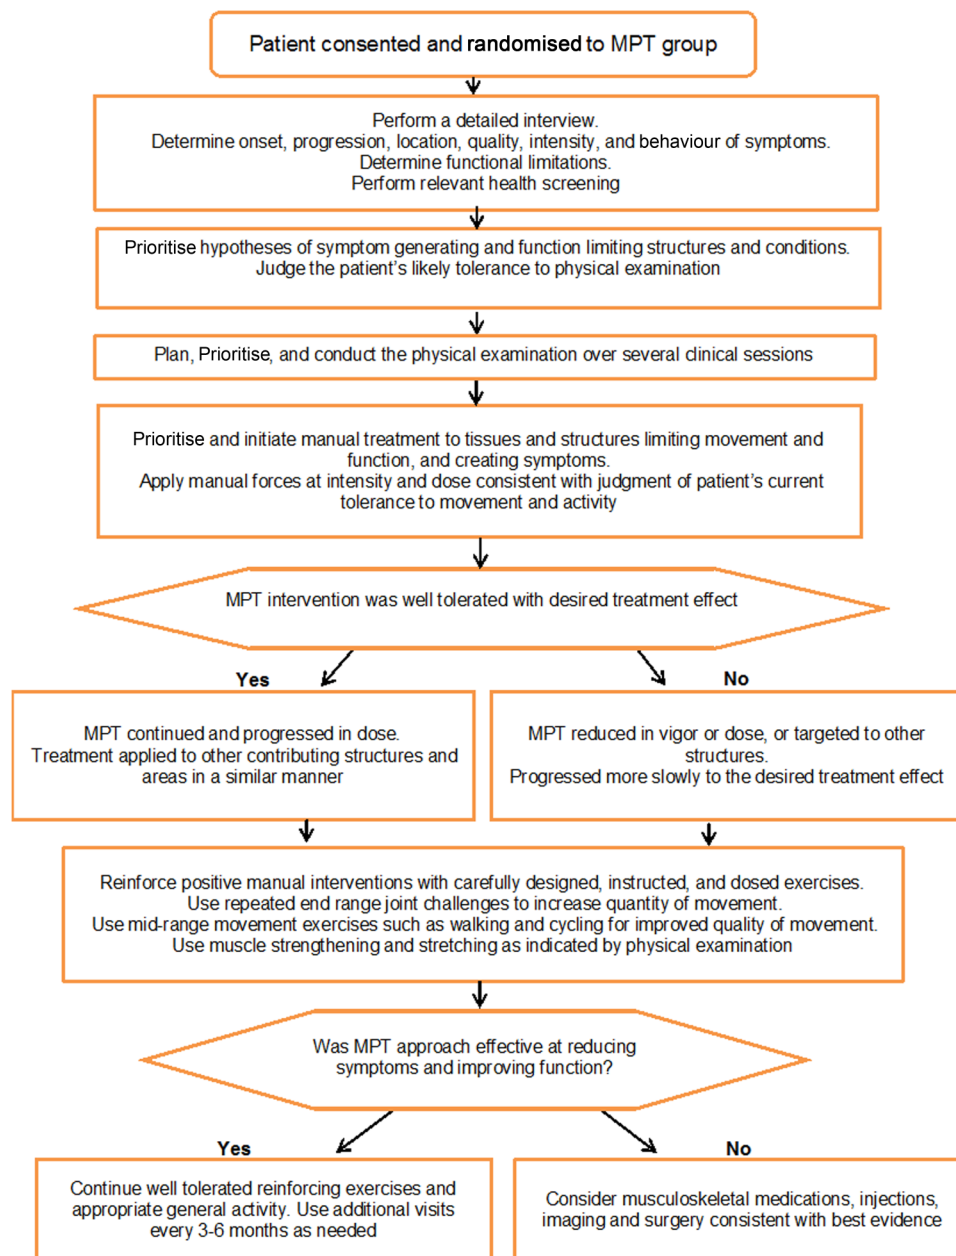 Patient consented and randomised to MPT group
Perform a detailed interview.
Determine onset, progression, location, quality, intensity, and behaviour of symptoms.
Determine functional limitations.
Perform relevant health screening
Prioritise hypotheses of symptom generating and function limiting structures and conditions.
Judge the patient's likely tolerance to physical examination
Plan, Prioritise, and conduct the physical examination over several clinical sessions
Prioritise and initiate manual treatment to tissues and structures limiting movement and
function, and creating symptoms.
Apply manual forces at intensity and dose consistent with judgment of patient's current
tolerance to movement and activity
MPT intervention was well tolerated with desired treatment effect
Yes
No
MPT continued and progressed in dose.
Treatment applied to other contributing structures and
areas in a similar manner
MPT reduced in vigor or dose, or targeted to other
structures.
Progressed more slowly to the desired treatment effect
Reinforce positive manual interventions with carefully designed, instructed, and dosed exercises.
Use repeated end range joint challenges to increase quantity of movement.
Use mid-range movement exercises such as walking and cycling for improved quality of movement.
Use muscle strengthening and stretching as indicated by physical examination
Was MPT approach effective at reducing
symptoms and improving function?
Yes
No
Continue well tolerated reinforcing exercises and
appropriate general activity. Use additional visits
every 3-6 months as needed
Consider musculoskeletal medications, injections,
imaging and surgery consistent with best evidence